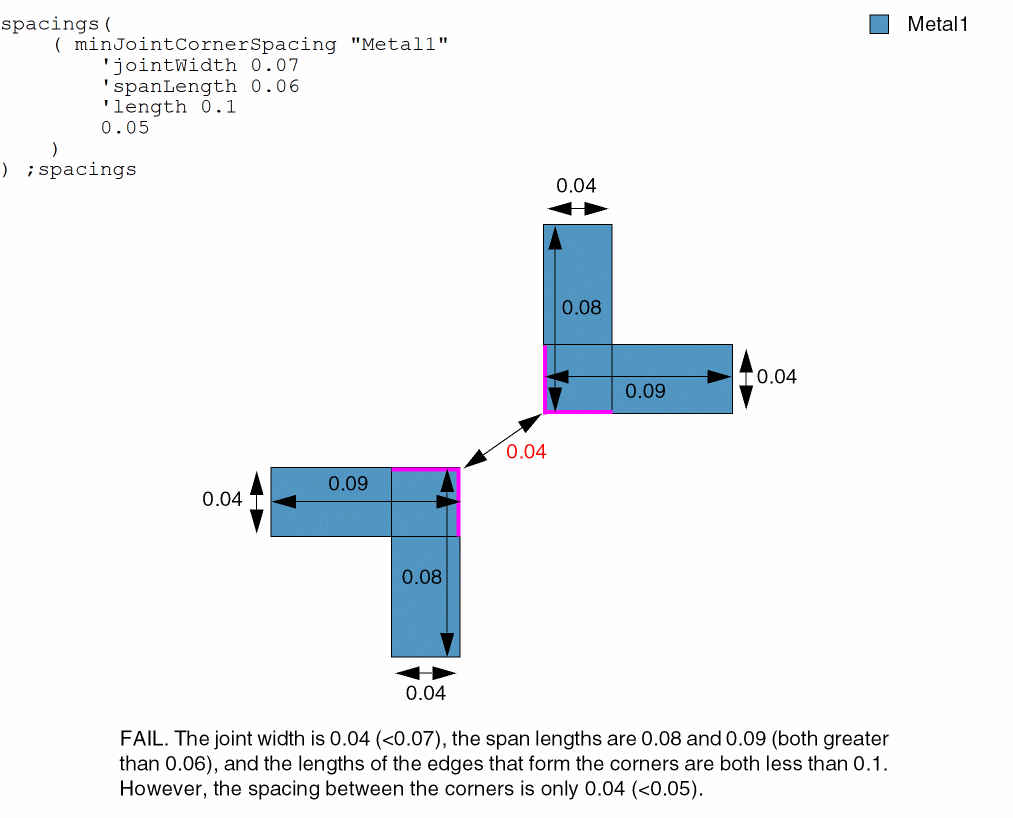 spacings(
( minJointCornerSpacing "Metal1"
'jointWidth 0.07
'spanLength 0.06
'length 0.1
0.05
)
) ;spacings
Metal1
0.04
0.08
0.09
0.04
0.04
0.09
0.04
0.08
0.04
FAIL. The joint width is 0.04 (<0.07), the span lengths are 0.08 and 0.09 (both greater
than 0.06), and the lengths of the edges that form the corners are both less than 0.1.
However, the spacing between the corners is only 0.04 (<0.05).